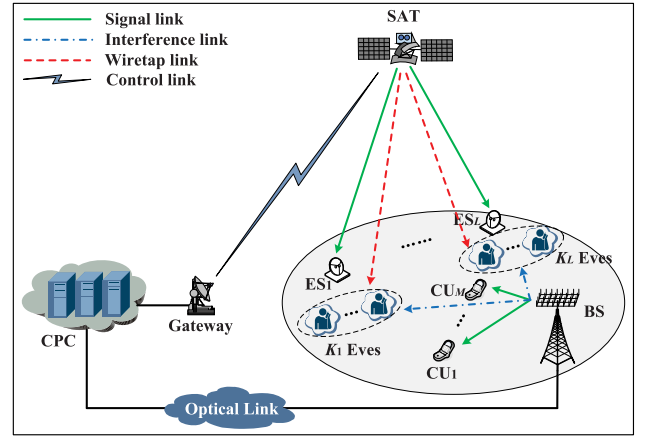 Signal link
Interference link
Wiretap link
Control link
SAT
ESL
KL Eves
ES1
CUM
BS
K1 Eves
CU1
CPC
Gateway
Optical Link